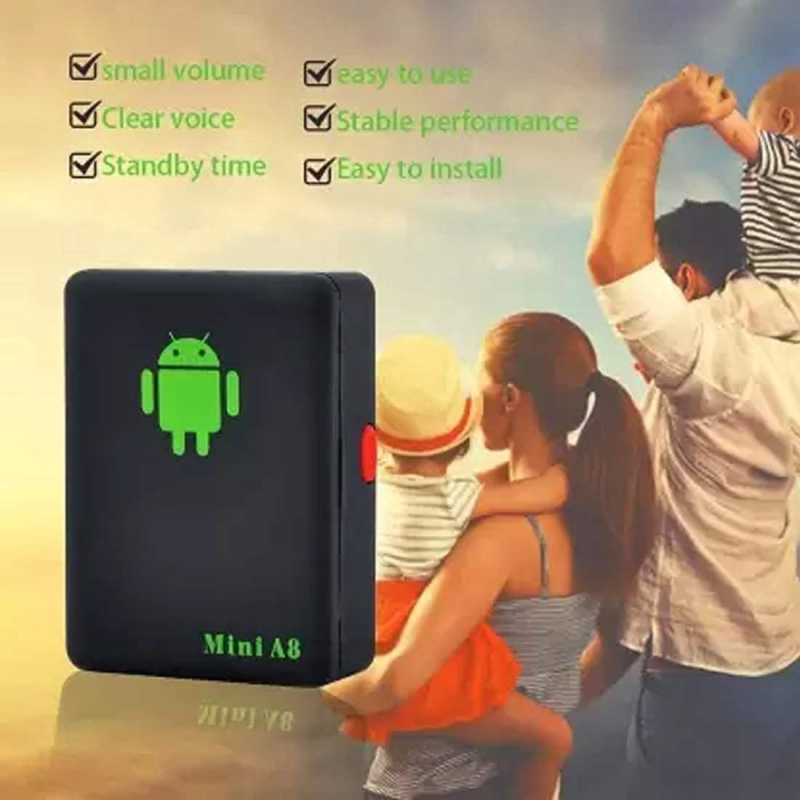 small volume
easy to use
Clear voice
Stable performance
Standby time
Easy to install
Mini A8
Mini A8